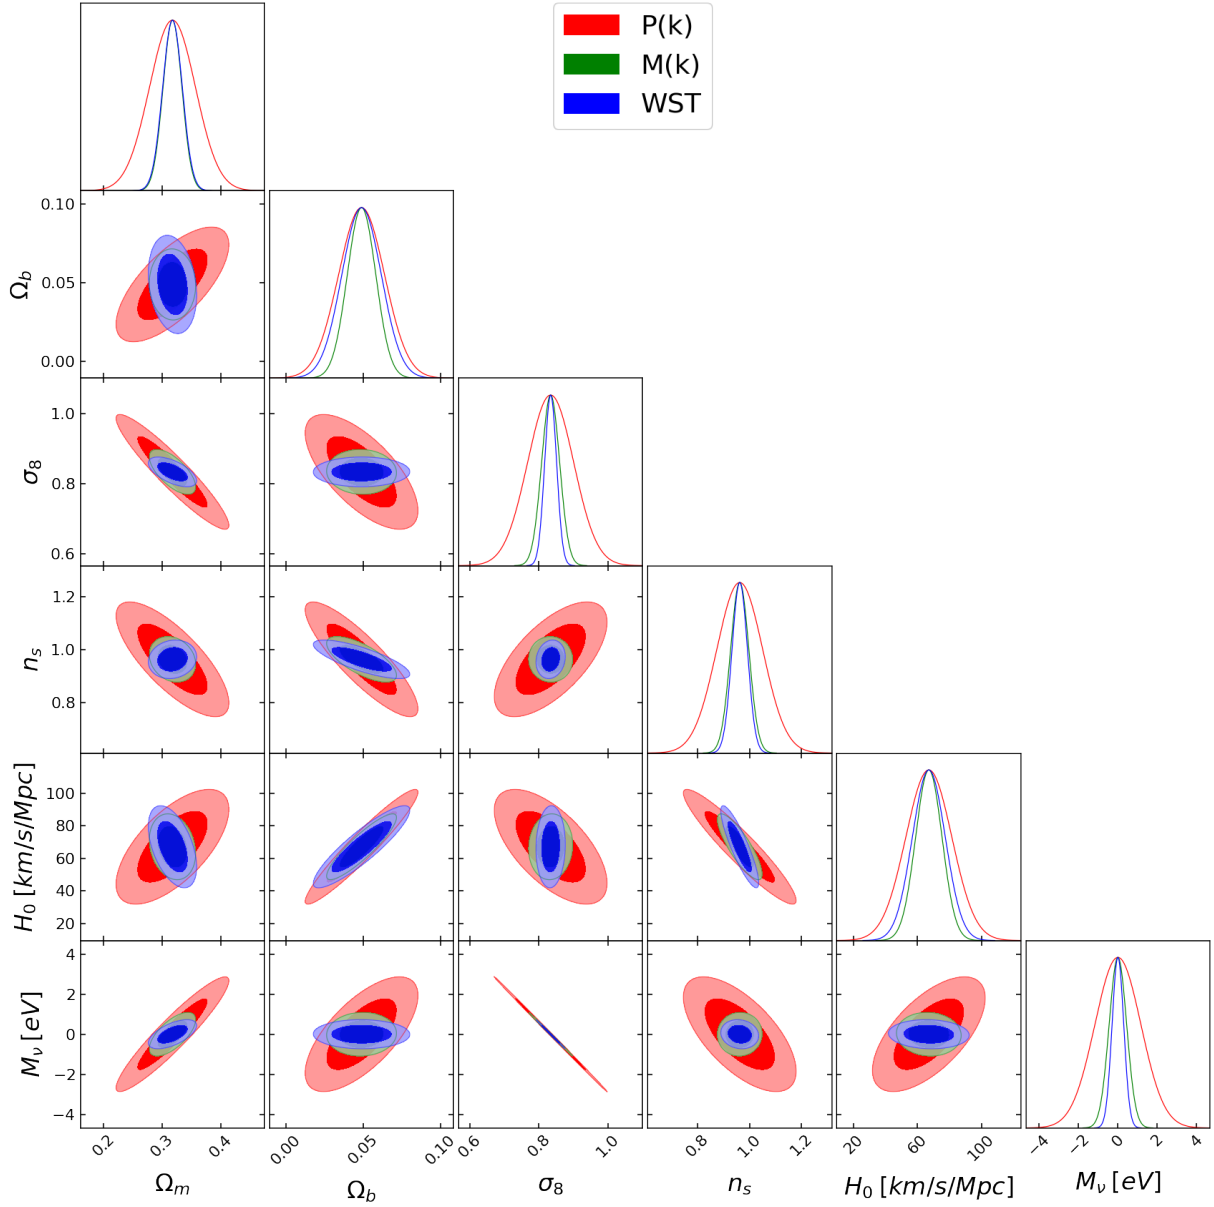 P(k)
M(k)
WST
0.10
0.05
0.00
Ω_b
1.0
0.8
0.6
σ_8
1.2
1.0
0.8
n_s
100
80
60
40
20
H_0 [km/s/Mpc]
4
2
0
−2
−4
M_ν [eV]
0.2 0.3 0.4
0.00 0.05 0.10
0.6 0.8 1.0
0.8 1.0 1.2
20 60 100
−4 −2 0 2 4
Ω_m
Ω_b
σ_8
n_s
H_0 [km/s/Mpc]
M_ν [eV]